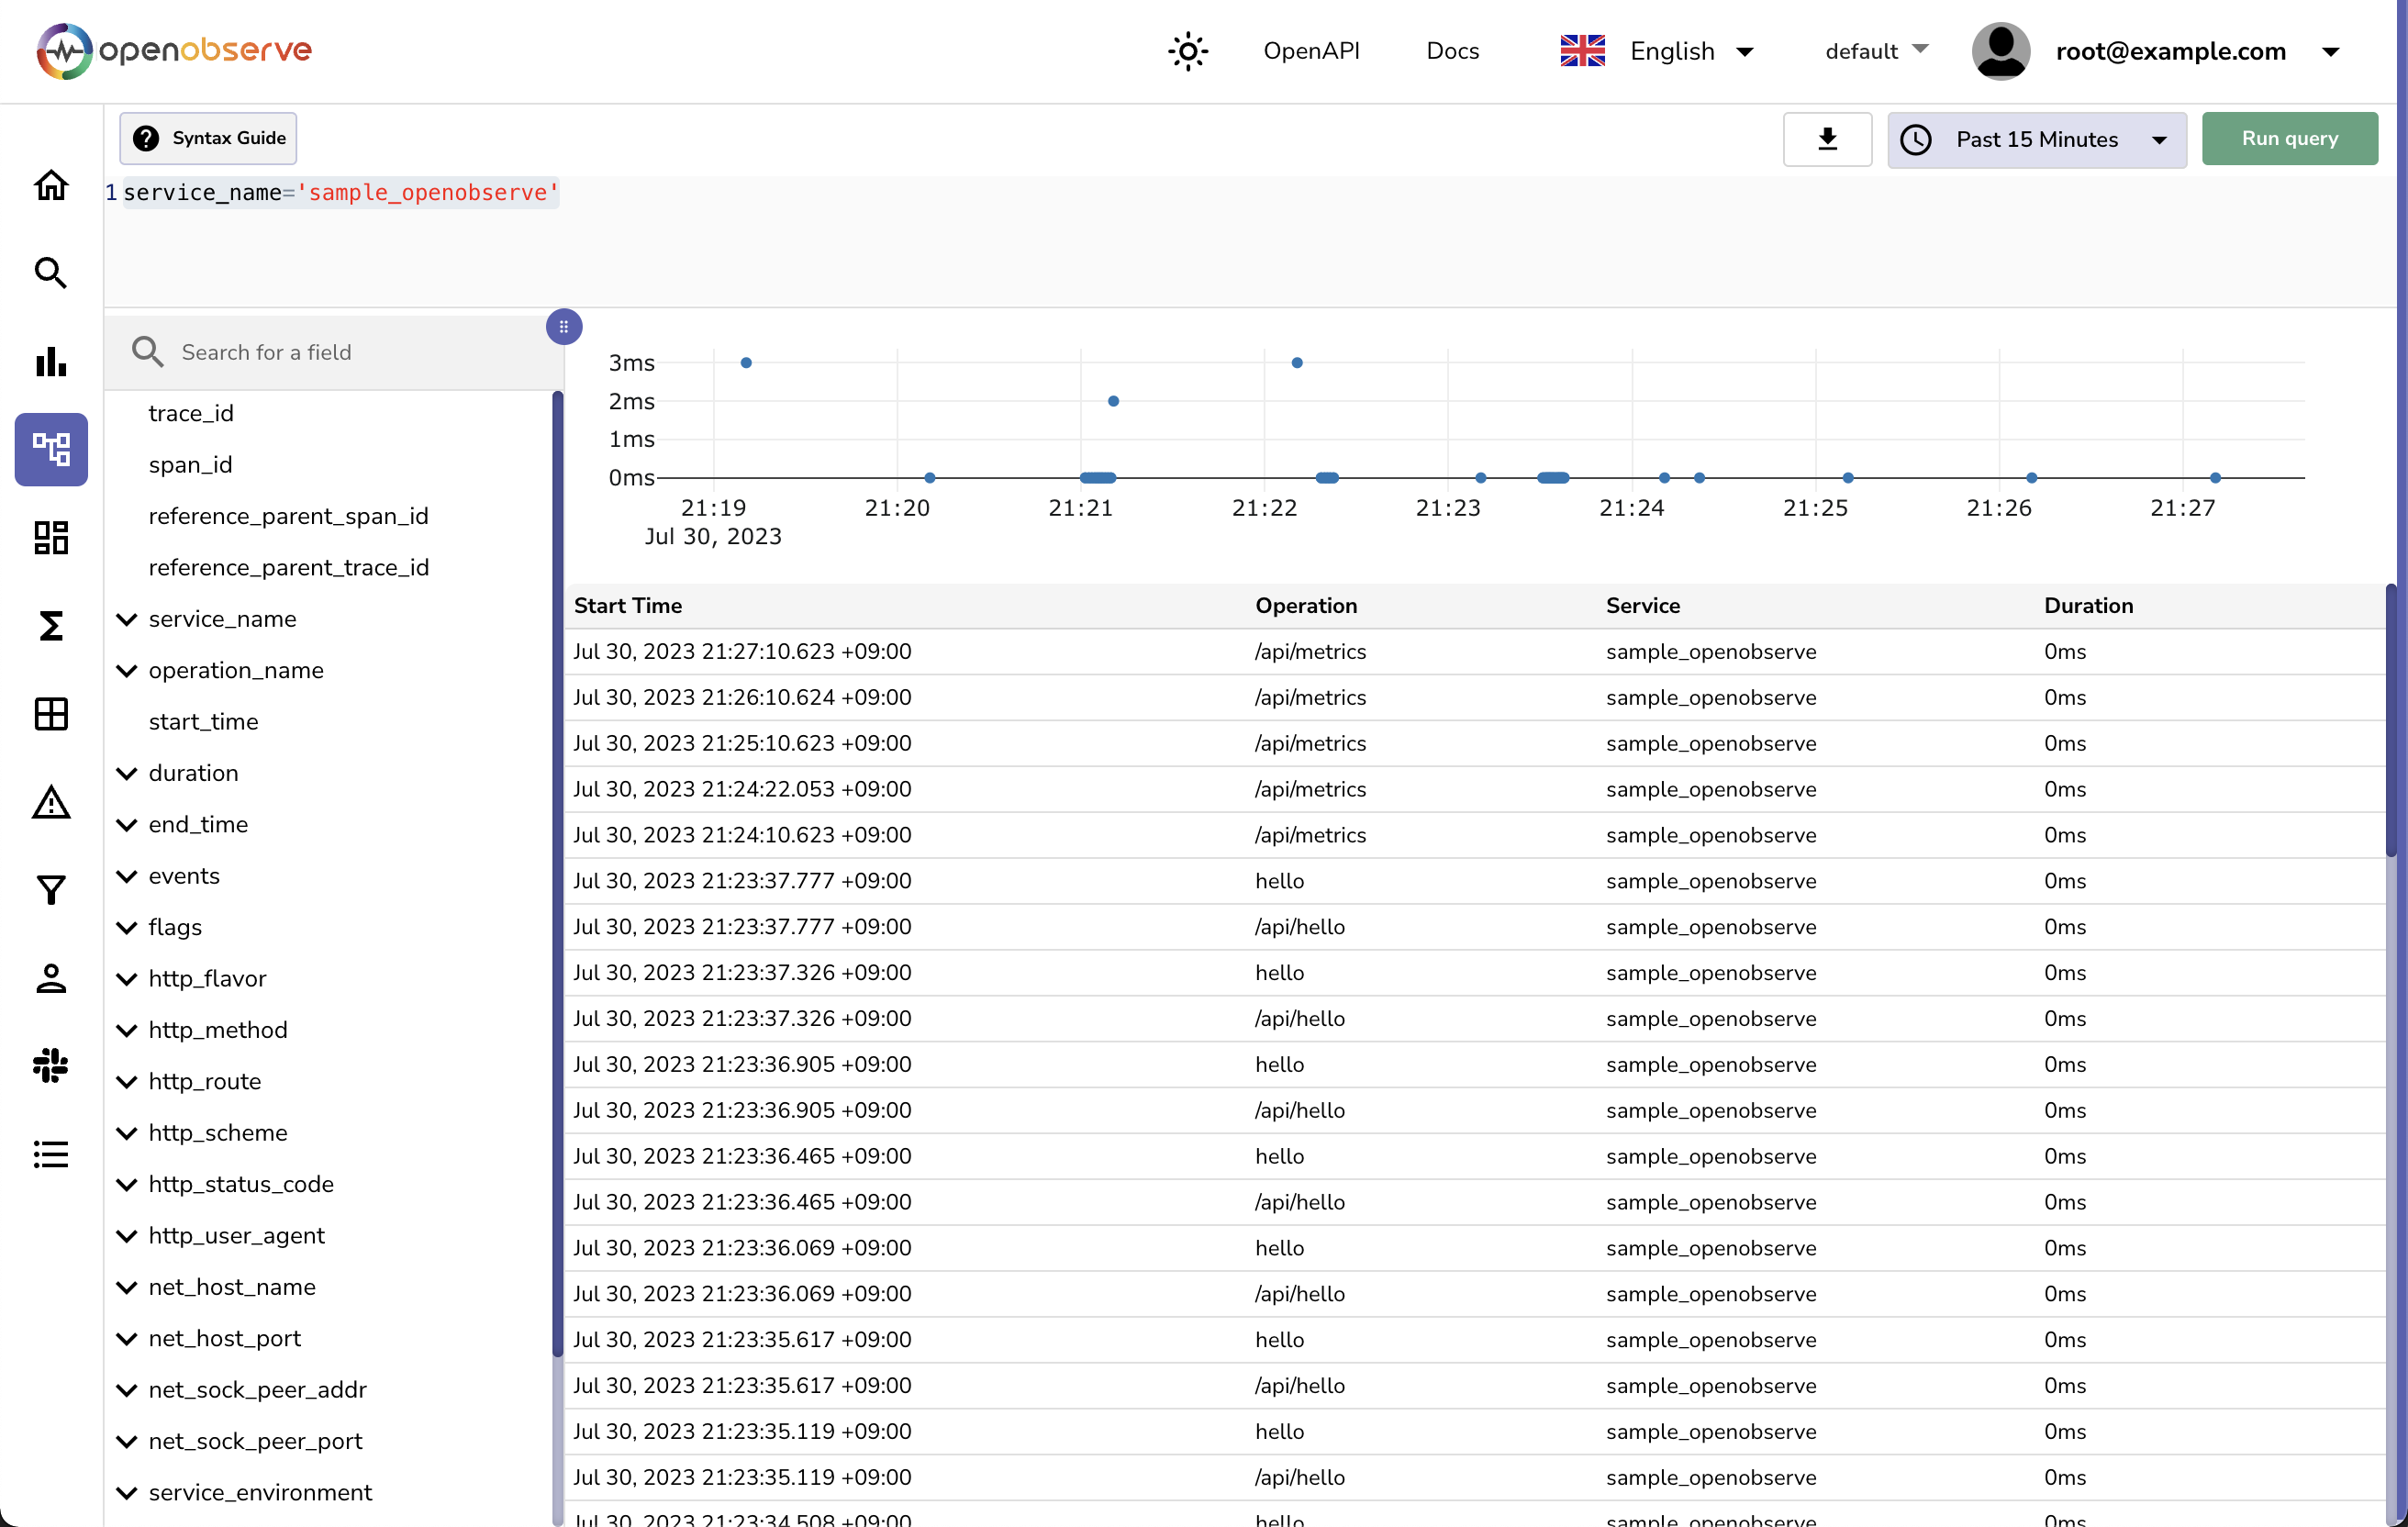 openobserve
OpenAPI
Docs
English
default
root@example.com
Syntax Guide
Past 15 Minutes
Run query
1 service_name='sample_openobserve'
Search for a field
trace_id
span_id
reference_parent_span_id
reference_parent_trace_id
service_name
operation_name
start_time
duration
end_time
events
flags
http_flavor
http_method
http_route
http_scheme
http_status_code
http_user_agent
net_host_name
net_host_port
net_sock_peer_addr
net_sock_peer_port
service_environment
3ms
2ms
1ms
0ms
21:19 21:20 21:21 21:22 21:23 21:24 21:25 21:26 21:27
Jul 30, 2023
Start Time Operation Service Duration
Jul 30, 2023 21:27:10.623 +09:00 /api/metrics sample_openobserve 0ms
Jul 30, 2023 21:26:10.624 +09:00 /api/metrics sample_openobserve 0ms
Jul 30, 2023 21:25:10.623 +09:00 /api/metrics sample_openobserve 0ms
Jul 30, 2023 21:24:22.053 +09:00 /api/metrics sample_openobserve 0ms
Jul 30, 2023 21:24:10.623 +09:00 /api/metrics sample_openobserve 0ms
Jul 30, 2023 21:23:37.777 +09:00 hello sample_openobserve 0ms
Jul 30, 2023 21:23:37.777 +09:00 /api/hello sample_openobserve 0ms
Jul 30, 2023 21:23:37.326 +09:00 hello sample_openobserve 0ms
Jul 30, 2023 21:23:37.326 +09:00 /api/hello sample_openobserve 0ms
Jul 30, 2023 21:23:36.905 +09:00 hello sample_openobserve 0ms
Jul 30, 2023 21:23:36.905 +09:00 /api/hello sample_openobserve 0ms
Jul 30, 2023 21:23:36.465 +09:00 hello sample_openobserve 0ms
Jul 30, 2023 21:23:36.465 +09:00 /api/hello sample_openobserve 0ms
Jul 30, 2023 21:23:36.069 +09:00 hello sample_openobserve 0ms
Jul 30, 2023 21:23:36.069 +09:00 /api/hello sample_openobserve 0ms
Jul 30, 2023 21:23:35.617 +09:00 hello sample_openobserve 0ms
Jul 30, 2023 21:23:35.617 +09:00 /api/hello sample_openobserve 0ms
Jul 30, 2023 21:23:35.119 +09:00 hello sample_openobserve 0ms
Jul 30, 2023 21:23:35.119 +09:00 /api/hello sample_openobserve 0ms
Jul 30, 2023 21:23:34.508 +09:00 hello sample_openobserve 0ms